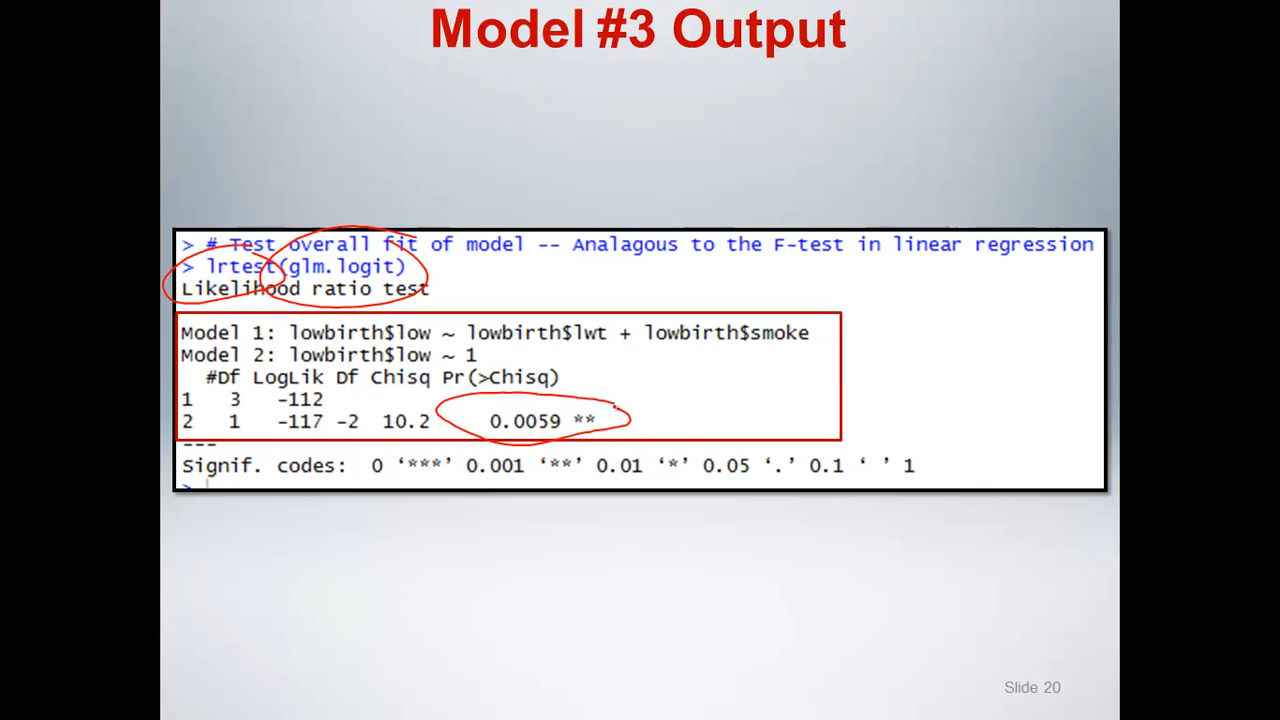 Model #3 Output
> # Test overall fit of model -- Analagous to the F-test in linear regression
> lrtest(glm.logit)
Likelihood ratio test
Model 1: lowbirth$low ~ lowbirth$lwt + lowbirth$smoke
Model 2: lowbirth$low ~ 1
#Df LogLik Df Chisq Pr(>Chisq)
1 3 -112
2 1 -117 -2 10.2 0.0059 **
---
Signif. codes: 0 ‘***’ 0.001 ‘**’ 0.01 ‘*’ 0.05 ‘.’ 0.1 ‘ ’ 1
>
Slide 20